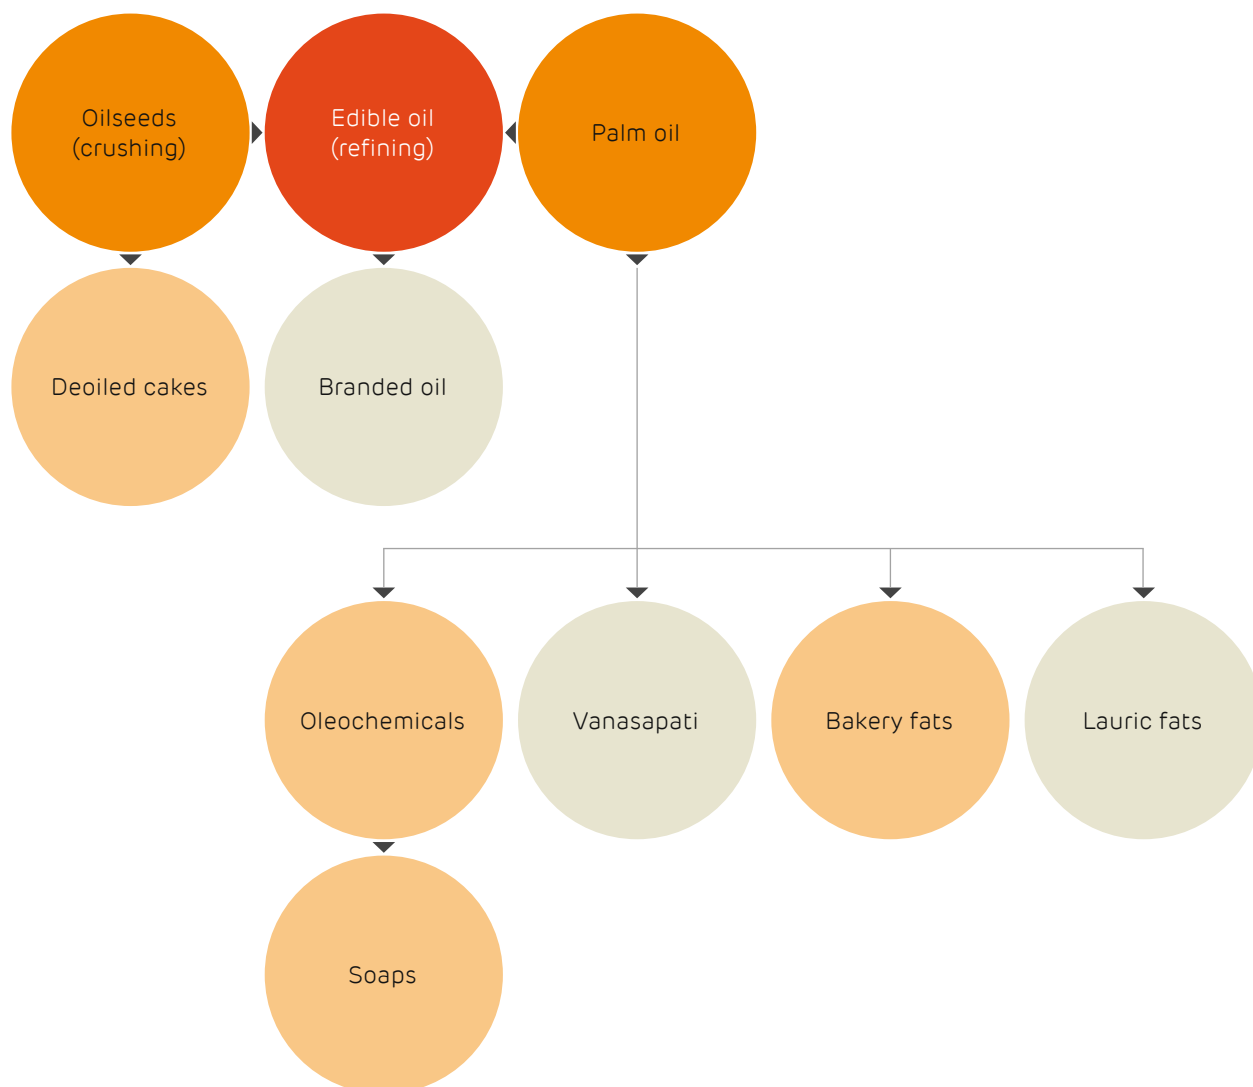 Oilseeds
(crushing)
Edible oil
(refining)
Palm oil
Deoiled cakes
Branded oil
Oleochemicals
Vanasapati
Bakery fats
Lauric fats
Soaps